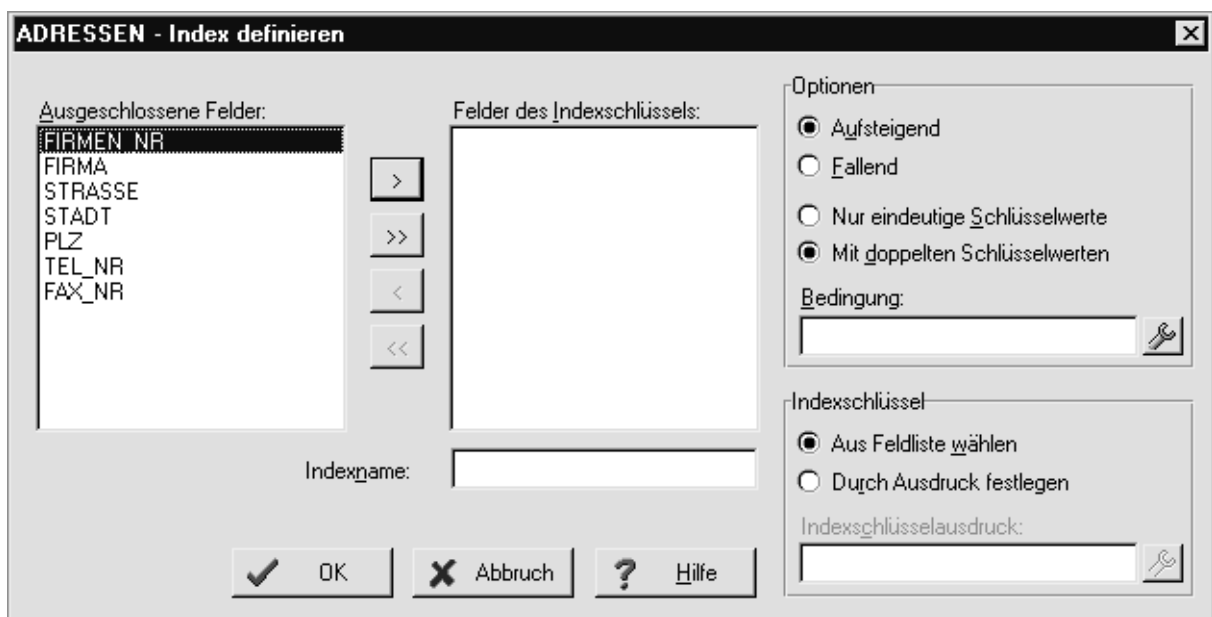 ADRESSEN - Index definieren
Ausgeschlossene Felder:
FIRMEN_NR
FIRMA
STRASSE
STADT
PLZ
TEL_NR
FAX_NR
>
>>
<
<<
Felder des Indexschlüssels:
Indexname:
OK
Abbruch
? Hilfe
Optionen
Aufsteigend
Fallend
Nur eindeutige Schlüsselwerte
Mit doppelten Schlüsselwerten
Bedingung:
Indexschlüssel
Aus Feldliste wählen
Durch Ausdruck festlegen
Indexschlüsselausdruck: